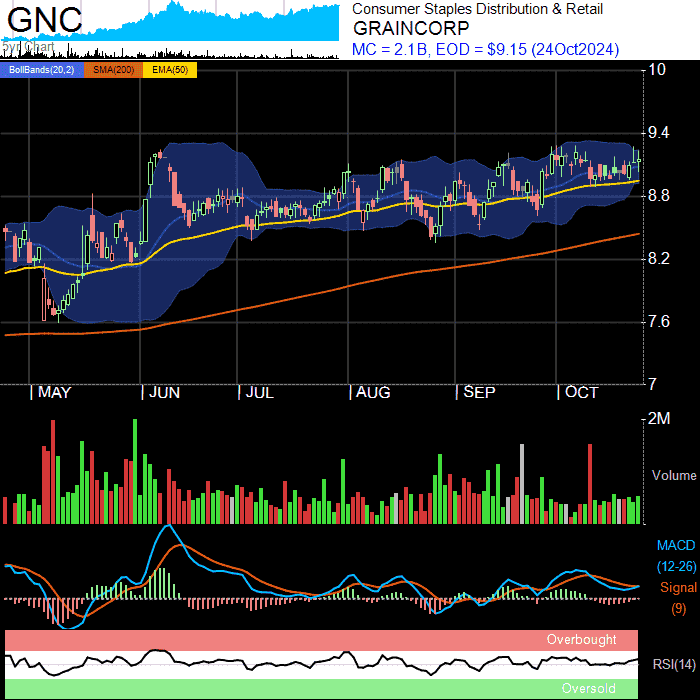 GNC
5yr Chart
Consumer Staples Distribution & Retail
GRAINCORP
MC = 2.1B, EOD = $9.15 (24Oct2024)
BollBands(20,2) SMA(200) EMA(50)
10
9.4
8.8
8.2
7.6
7
MAY JUN JUL AUG SEP OCT
2M
Volume
MACD
(12-26)
Signal
(9)
Overbought
RSI(14)
Oversold